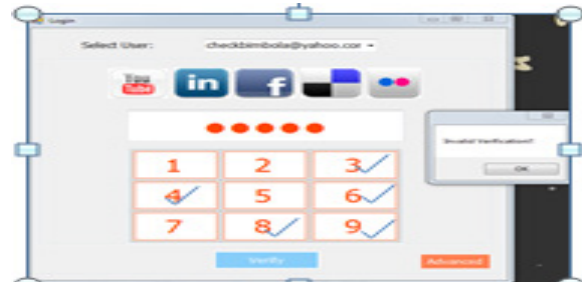 Login
Select User: checkbimbola@yahoo.cor
You
Tube
in
f
Invalid Verification!!
OK
1 2 3
4 5 6
7 8 9
Verify
Advanced